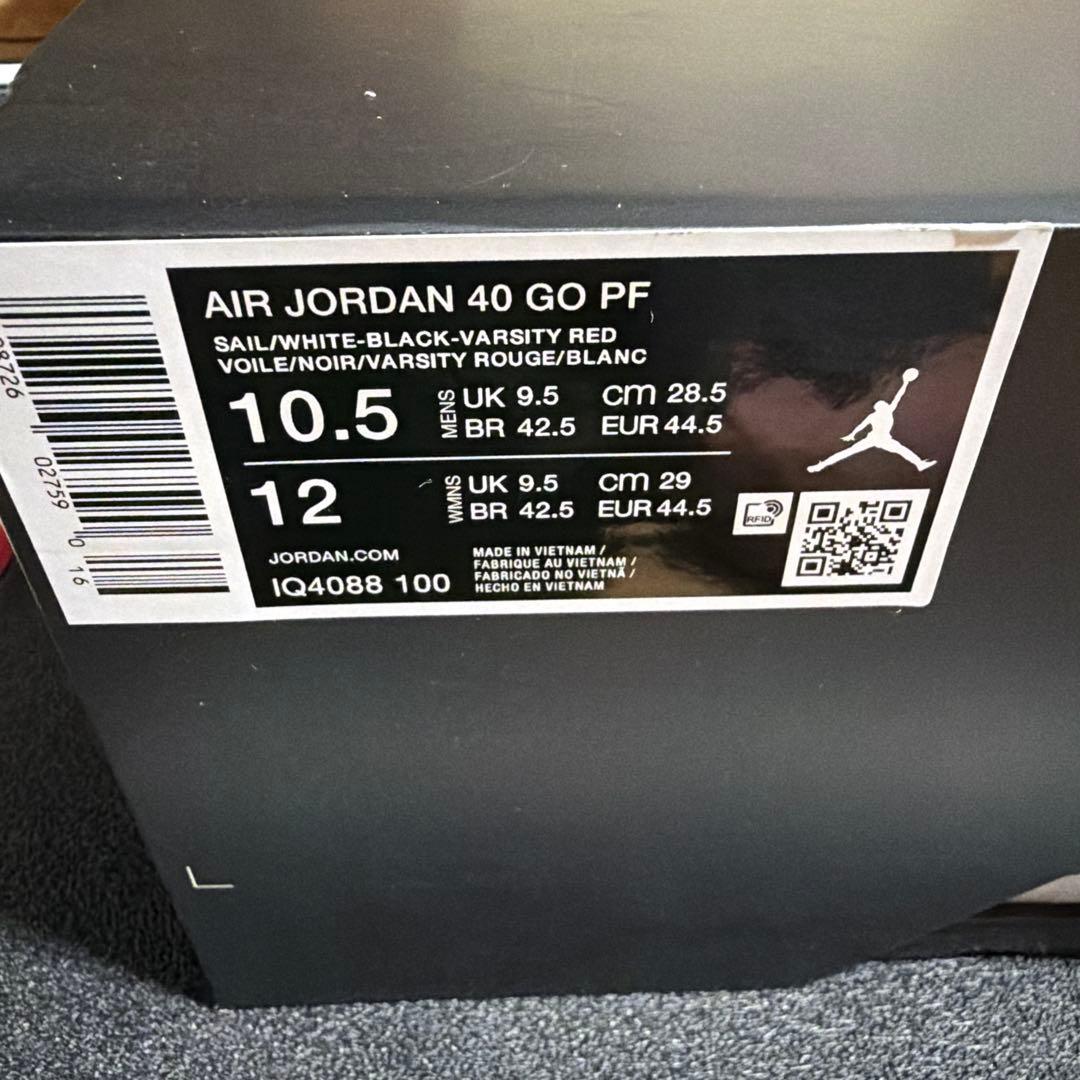 AIR JORDAN 40 GO PF
SAIL/WHITE-BLACK-VARSITY RED
VOILE/NOIR/VARSITY ROUGE/BLANC
10.5 MENS UK 9.5 cm 28.5
BR 42.5 EUR 44.5
12 WMNS UK 9.5 cm 29
BR 42.5 EUR 44.5
RFID
JORDAN.COM
IQ4088 100
MADE IN VIETNAM /
FABRIQUE AU VIETNAM /
FABRICADO NO VIETNÃ /
HECHO EN VIETNAM
02759 0 16